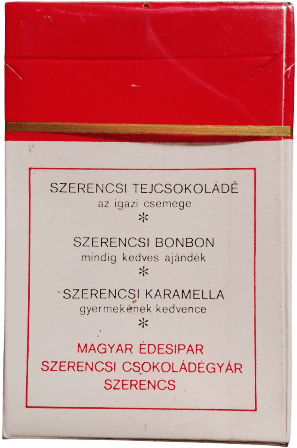 SZERENCSI TEJCSOKOLÁDÉ
az igazi csemege
*
SZERENCSI BONBON
mindig kedves ajándék
*
SZERENCSI KARAMELLA
gyermekének kedvence
*
MAGYAR ÉDESIPAR
SZERENCSI CSOKOLÁDÉGYÁR
SZERENCS